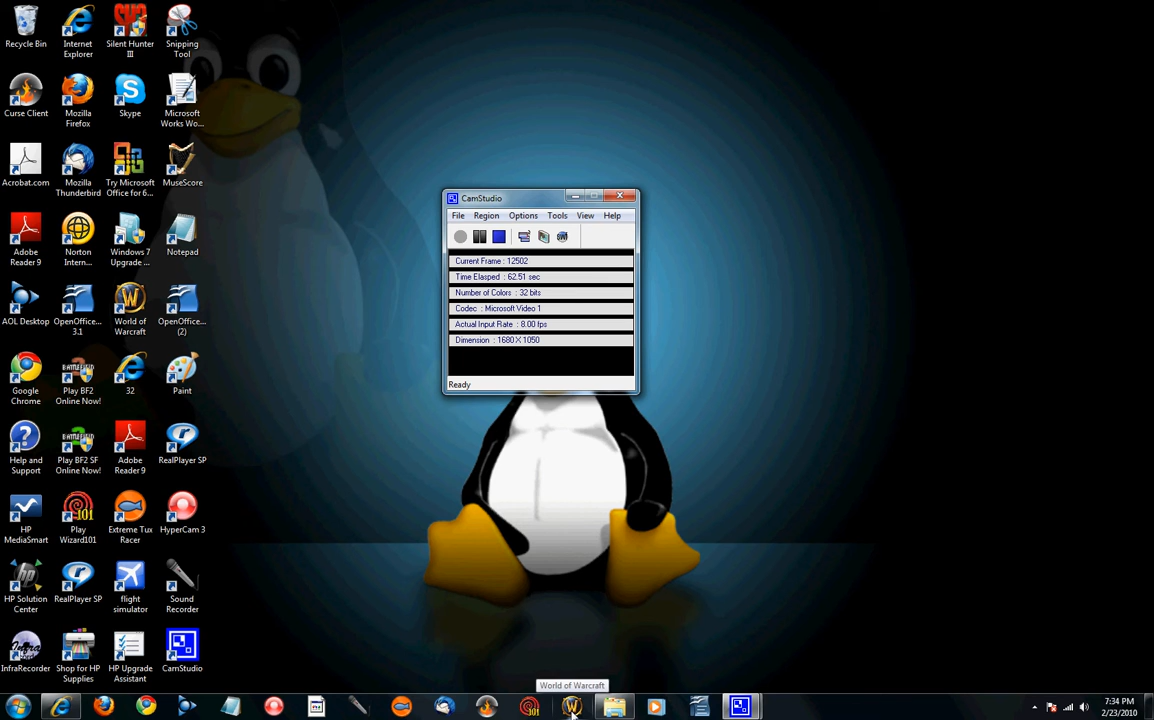 Recycle Bin
Internet
Explorer
Silent Hunter
III
Snipping
Tool
Curse Client
Mozilla
Firefox
Skype
Microsoft
Works Wo...
Acrobat.com
Mozilla
Thunderbird
Try Microsoft
Office for 6...
MuseScore
Adobe
Reader 9
Norton
Intern...
Windows 7
Upgrade ...
Notepad
AOL Desktop
OpenOffice...
3.1
World of
Warcraft
OpenOffice...
(2)
Google
Chrome
Play BF2
Online Now!
32
Paint
Help and
Support
Play BF2 SF
Online Now!
Adobe
Reader 9
RealPlayer SP
HP
MediaSmart
101
Play
Wizard101
Extreme Tux
Racer
HyperCam 3
HP Solution
Center
RealPlayer SP
flight
simulator
Sound
Recorder
InfraRecorder
Shop for HP
Supplies
HP Upgrade
Assistant
CamStudio
CamStudio
File Region Options Tools View Help
Current Frame : 12502
Time Elasped : 62.51 sec
Number of Colors : 32 bits
Codec : Microsoft Video 1
Actual Input Rate : 8.00 fps
Dimension : 1680 X 1050
Ready
World of Warcraft
101
7:34 PM
2/23/2010